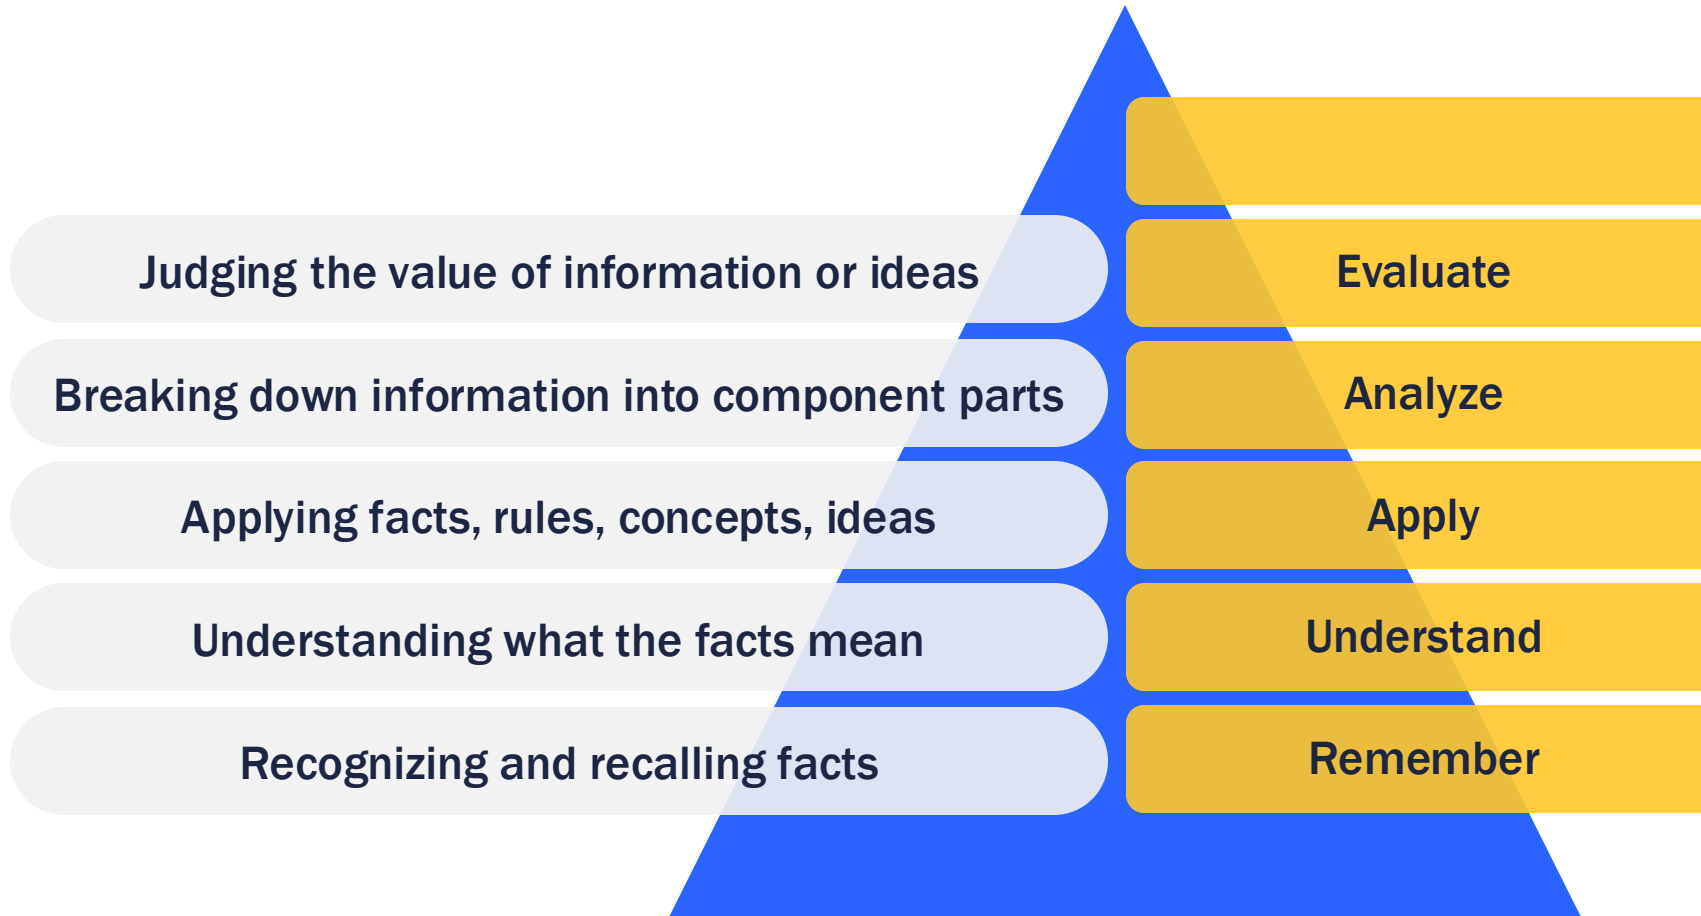 Judging the value of information or ideas
Evaluate
Breaking down information into component parts
Analyze
Applying facts, rules, concepts, ideas
Apply
Understanding what the facts mean
Understand
Recognizing and recalling facts
Remember